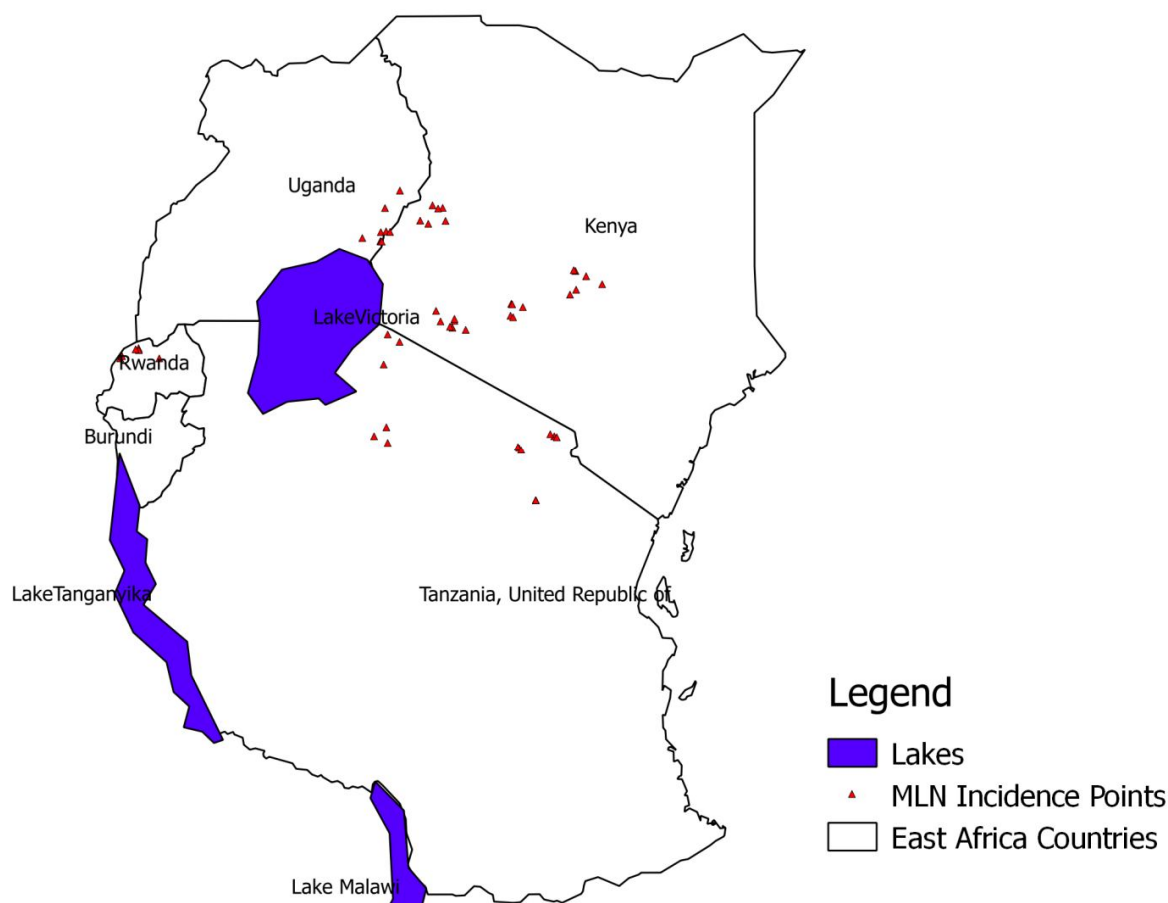 Uganda
Kenya
LakeVictoria
Rwanda
Burundi
LakeTanganyika
Tanzania, United Republic of
Lake Malawi
Legend
Lakes
MLN Incidence Points
East Africa Countries